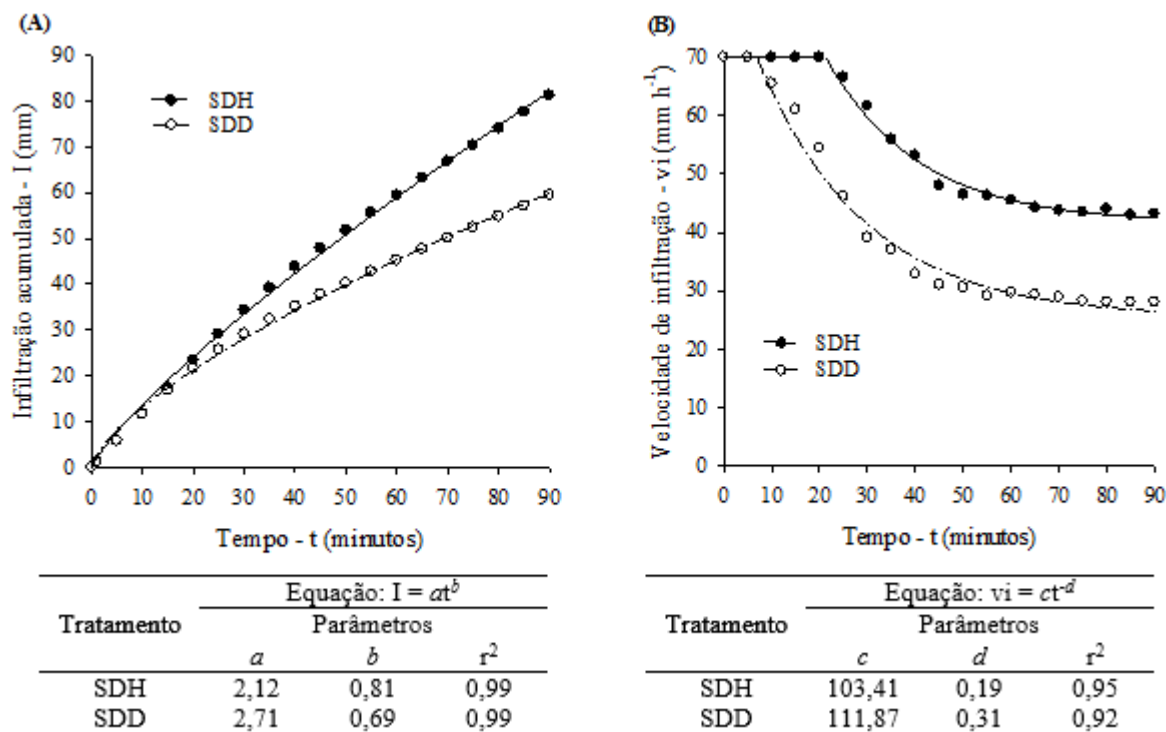 (A)
Infiltração acumulada - I (mm)
90
80
70
60
50
40
30
20
10
0
SDH
SDD
0 10 20 30 40 50 60 70 80 90
Tempo - t (minutos)
Equação: I = at^b
Tratamento Parâmetros
a b r²
SDH 2,12 0,81 0,99
SDD 2,71 0,69 0,99
(B)
Velocidade de infiltração - vi (mm h⁻¹)
70
60
50
40
30
20
10
0
SDH
SDD
0 10 20 30 40 50 60 70 80 90
Tempo - t (minutos)
Equação: vi = ct^-d
Tratamento Parâmetros
c d r²
SDH 103,41 0,19 0,95
SDD 111,87 0,31 0,92